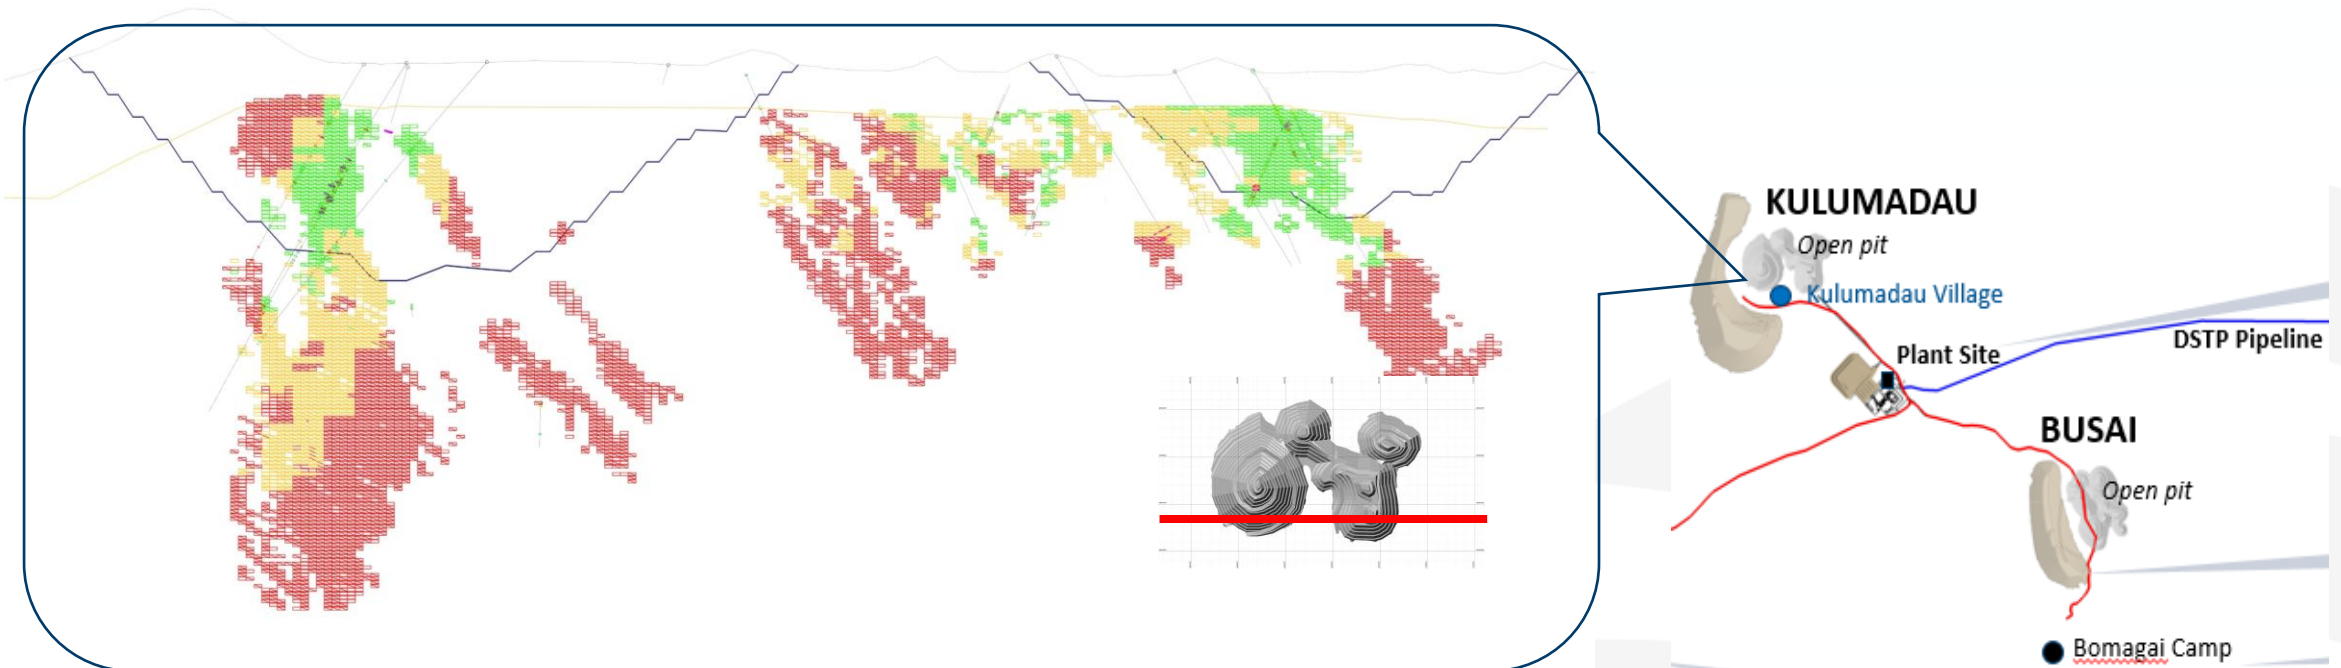 KULUMADAU
Open pit
Kulumadau Village
DSTP Pipeline
Plant Site
BUSAI
Open pit
Bomagai Camp